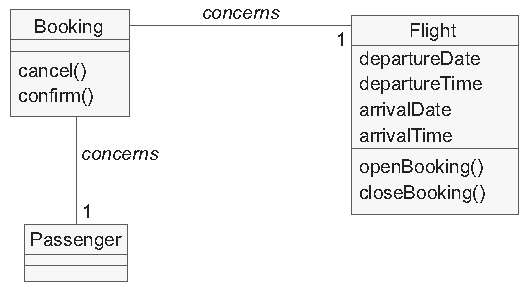 Booking
cancel()
confirm()
concerns
1
Flight
departureDate
departureTime
arrivalDate
arrivalTime
openBooking()
closeBooking()
concerns
1
Passenger